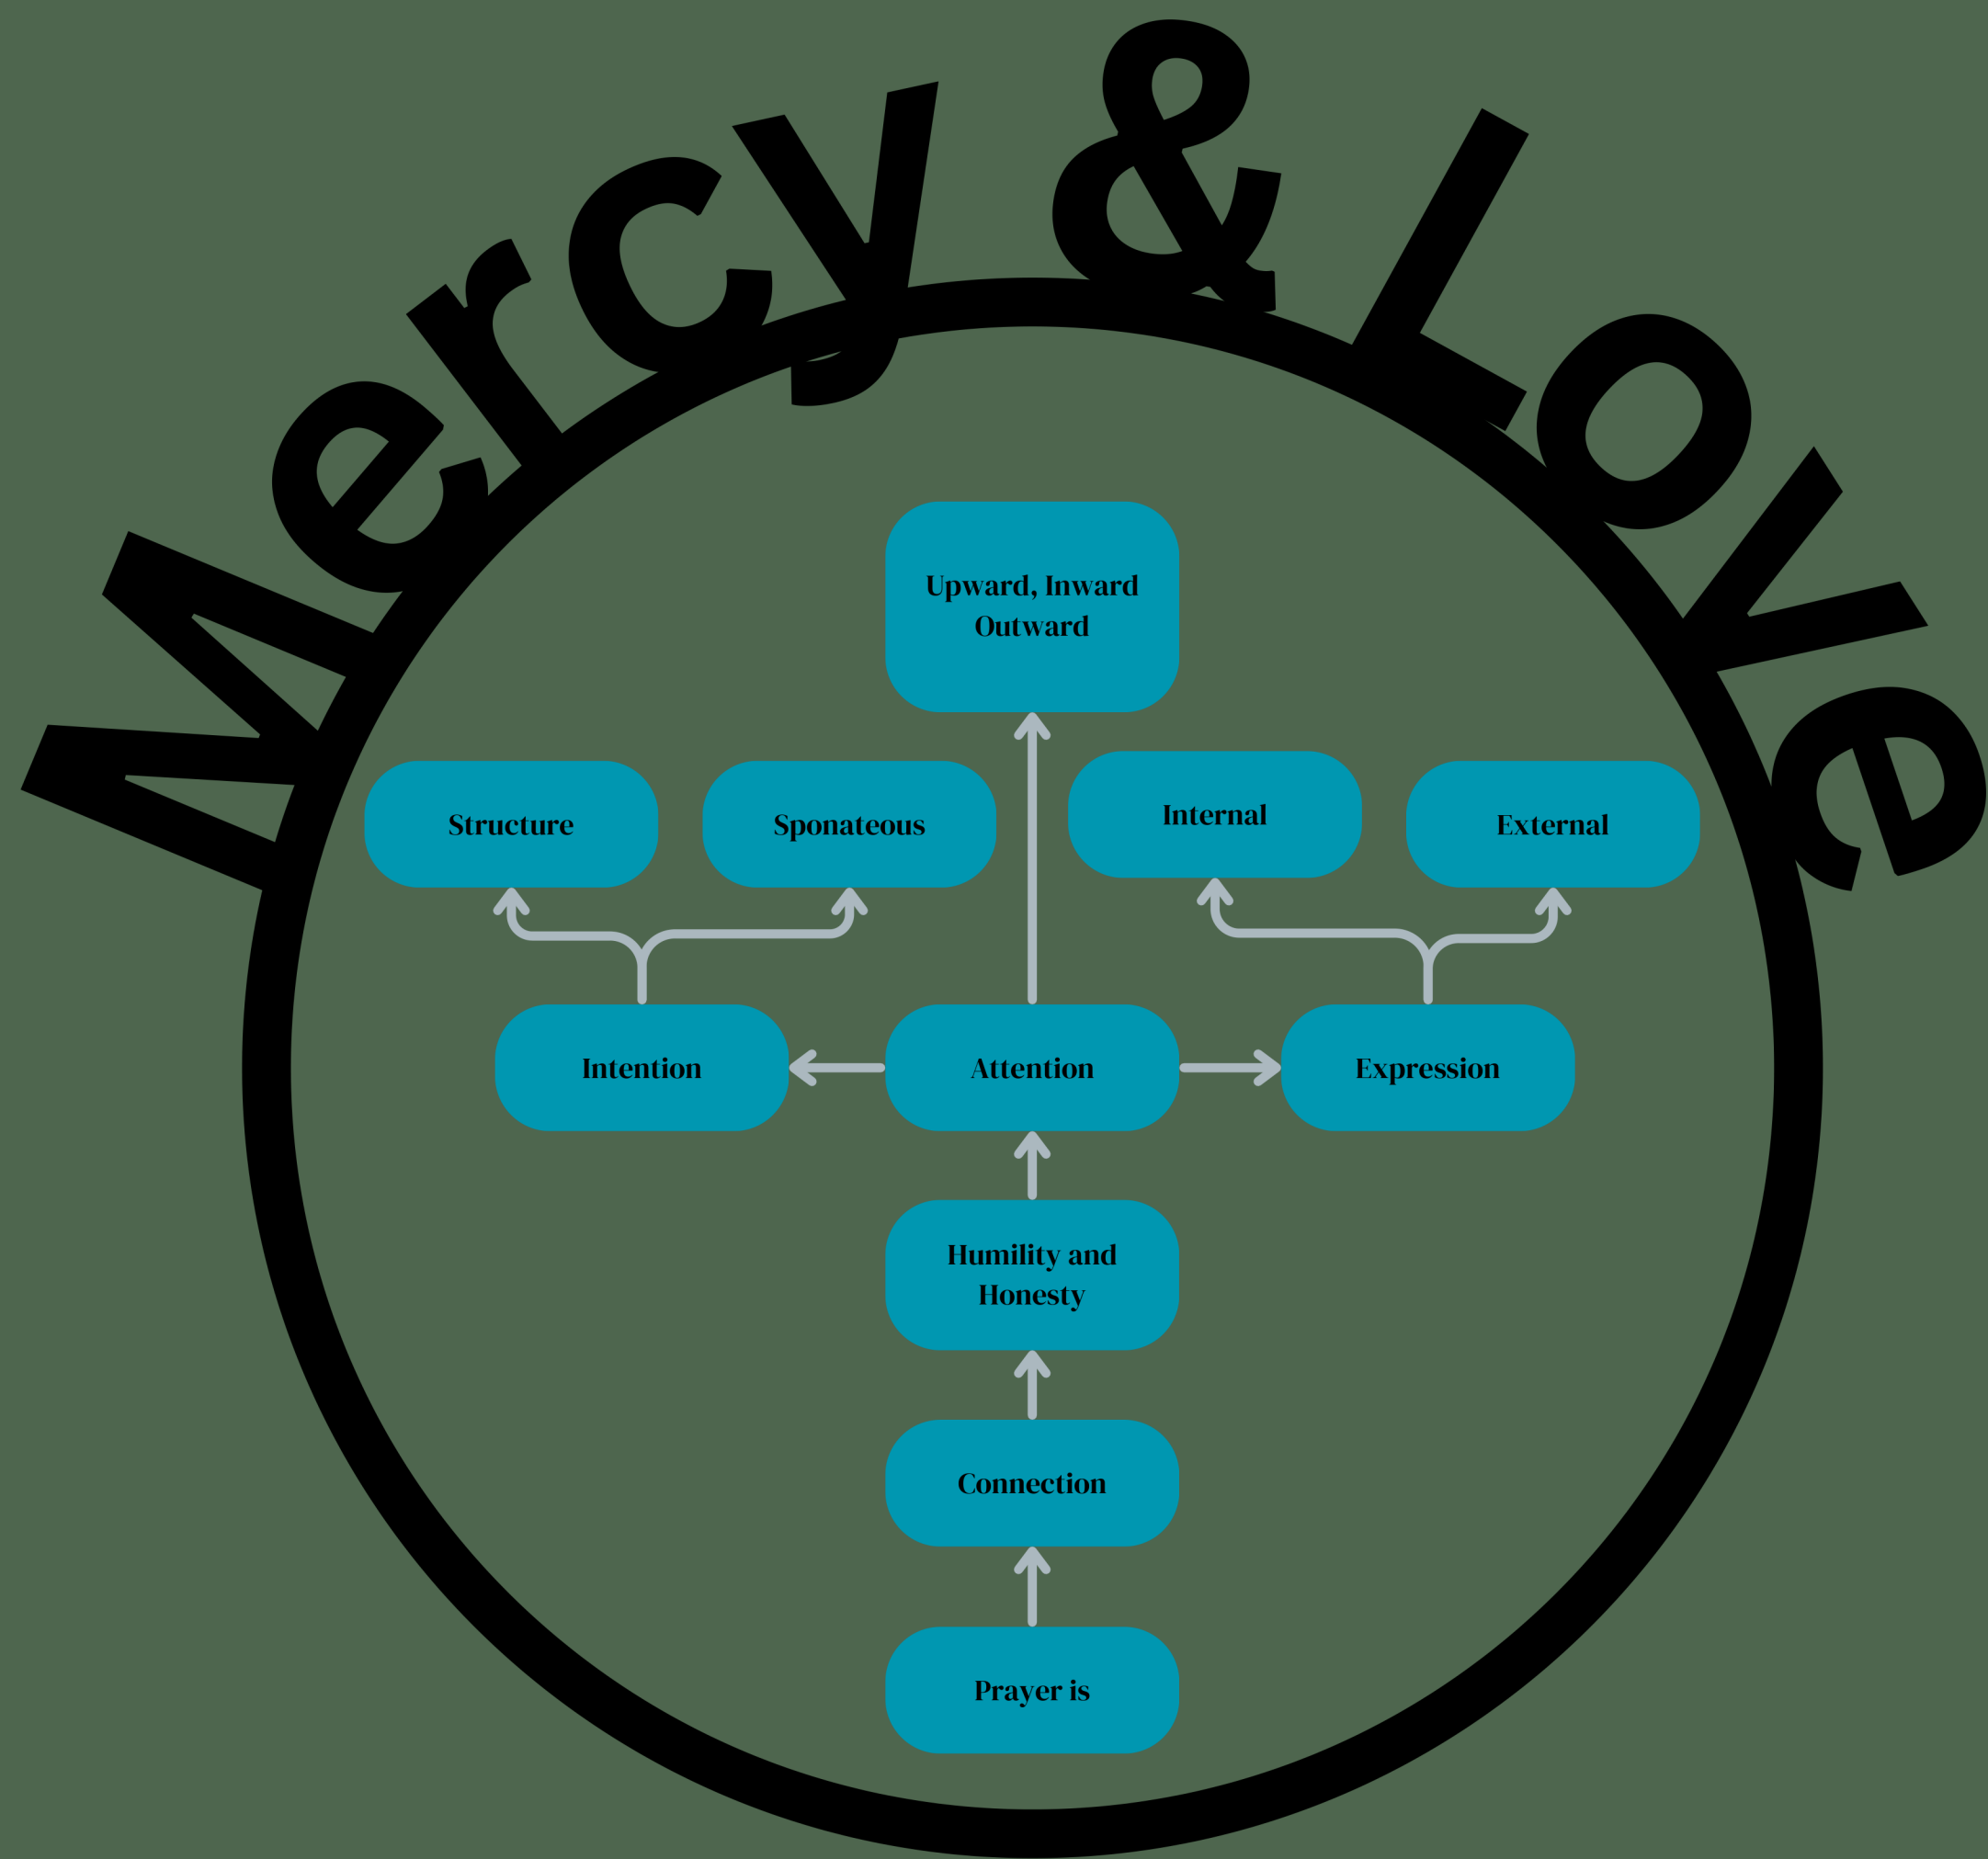 Mercy & Love
Upward, Inward
Outward
Structure
Sponateous
Internal
External
Intention
Attention
Expression
Humility and
Honesty
Connection
Prayer is